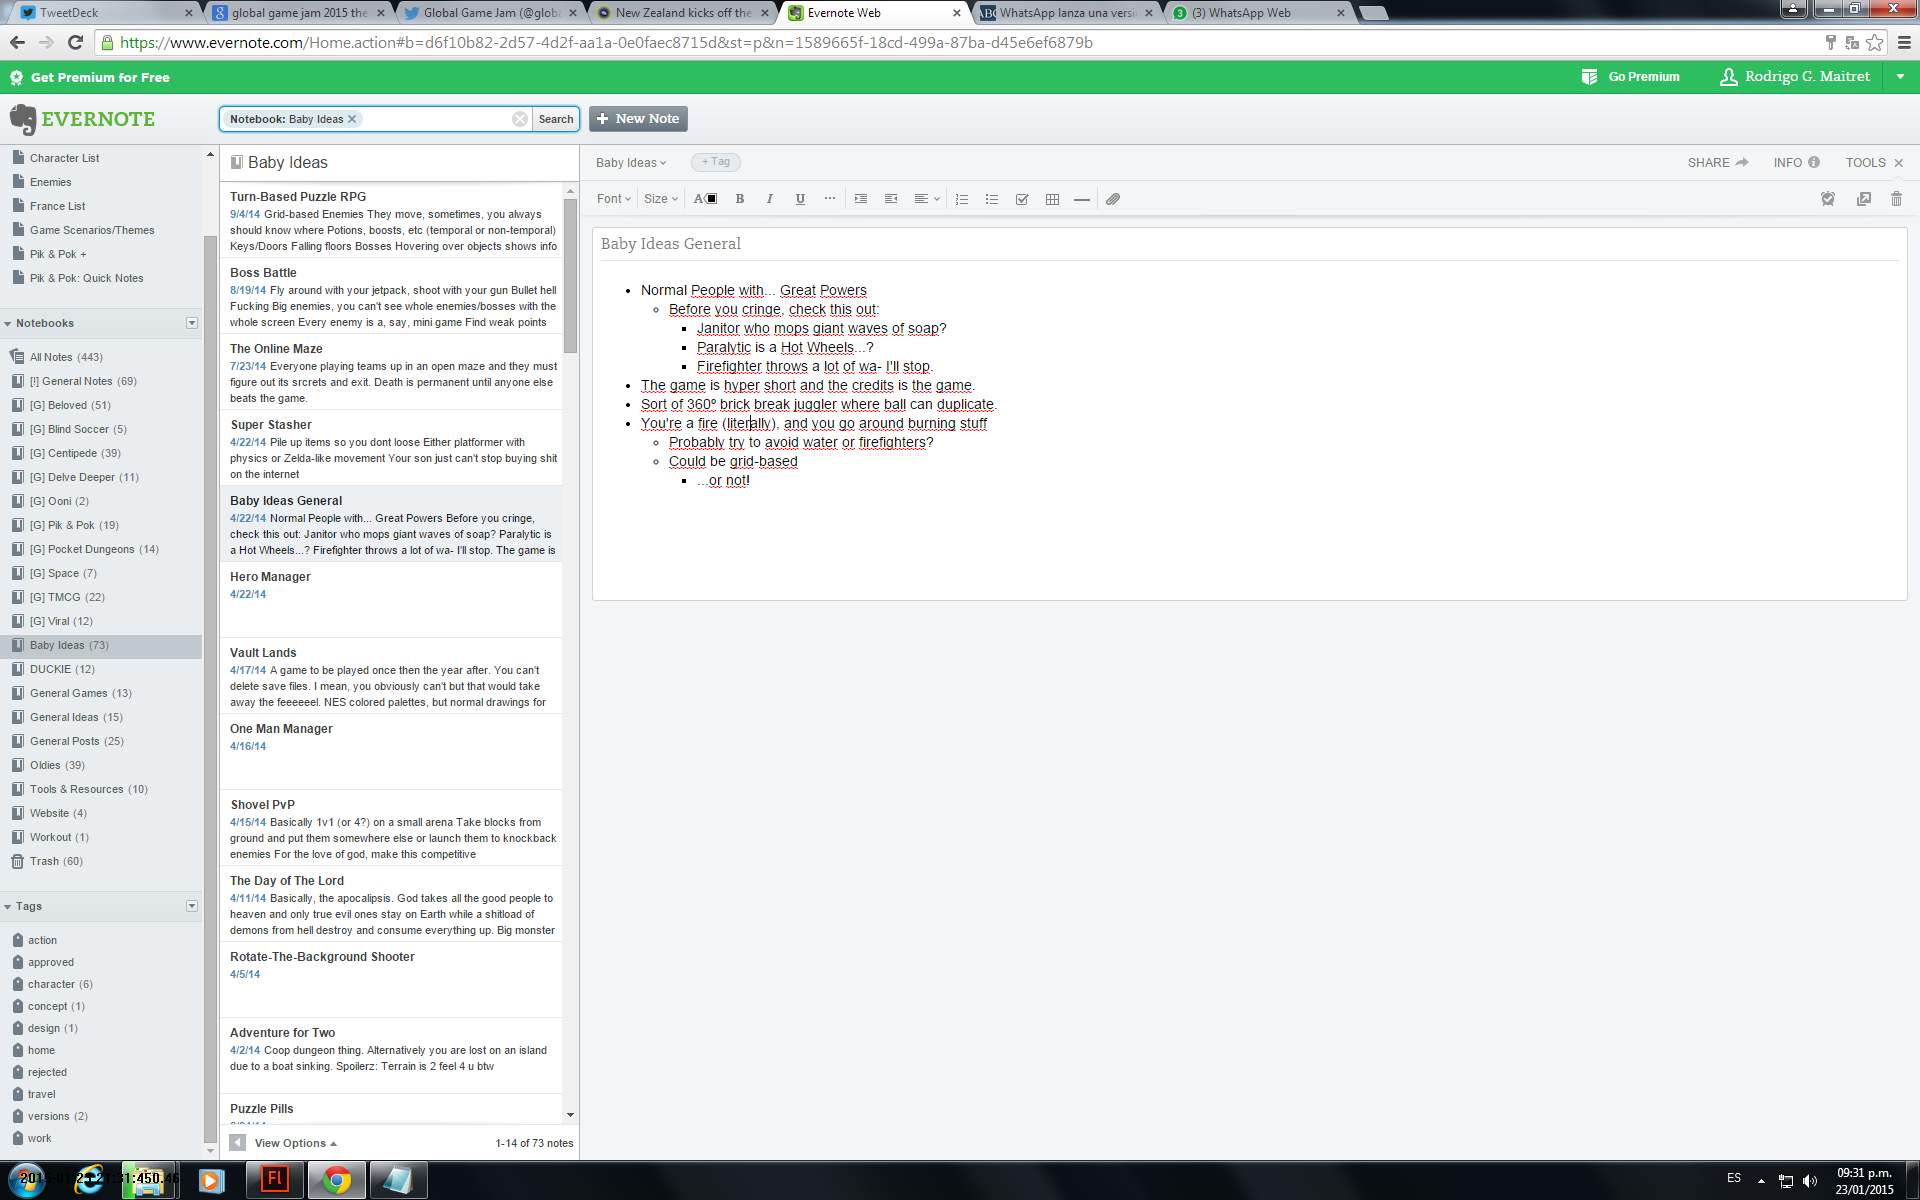 TweetDeck
global game jam 2015 the
Global Game Jam (@globa
New Zealand kicks off the
Evernote Web
ABC WhatsApp lanza una versi
(3) WhatsApp Web
https://www.evernote.com/Home.action#b=d6f10b82-2d57-4d2f-aa1a-0e0faec8715d&st=p&n=1589665f-18cd-499a-87ba-d45e6ef6879b
Get Premium for Free
Go Premium
Rodrigo G. Maitret
EVERNOTE
Notebook: Baby Ideas
Search
+ New Note
Character List
Enemies
France List
Game Scenarios/Themes
Pik & Pok +
Pik & Pok: Quick Notes
Notebooks
All Notes (443)
[!] General Notes (69)
[G] Beloved (51)
[G] Blind Soccer (5)
[G] Centipede (39)
[G] Delve Deeper (11)
[G] Ooni (2)
[G] Pik & Pok (19)
[G] Pocket Dungeons (14)
[G] Space (7)
[G] TMCG (22)
[G] Viral (12)
Baby Ideas (73)
DUCKIE (12)
General Games (13)
General Ideas (15)
General Posts (25)
Oldies (39)
Tools & Resources (10)
Website (4)
Workout (1)
Trash (60)
Tags
action
approved
character (6)
concept (1)
design (1)
home
rejected
travel
versions (2)
work
Baby Ideas
Turn-Based Puzzle RPG
9/4/14 Grid-based Enemies They move, sometimes, you always
should know where Potions, boosts, etc (temporal or non-temporal)
Keys/Doors Falling floors Bosses Hovering over objects shows info
Boss Battle
8/19/14 Fly around with your jetpack, shoot with your gun Bullet hell
Fucking Big enemies, you can't see whole enemies/bosses with the
whole screen Every enemy is a, say, mini game Find weak points
The Online Maze
7/23/14 Everyone playing teams up in an open maze and they must
figure out its srcrets and exit. Death is permanent until anyone else
beats the game.
Super Stasher
4/22/14 Pile up items so you dont loose Either platformer with
physics or Zelda-like movement Your son just can't stop buying shit
on the internet
Baby Ideas General
4/22/14 Normal People with... Great Powers Before you cringe,
check this out: Janitor who mops giant waves of soap? Paralytic is
a Hot Wheels...? Firefighter throws a lot of wa- I'll stop. The game is
Hero Manager
4/22/14
Vault Lands
4/17/14 A game to be played once then the year after. You can't
delete save files. I mean, you obviously can't but that would take
away the feeeeeel. NES colored palettes, but normal drawings for
One Man Manager
4/16/14
Shovel PvP
4/15/14 Basically 1v1 (or 4?) on a small arena Take blocks from
ground and put them somewhere else or launch them to knockback
enemies For the love of god, make this competitive
The Day of The Lord
4/11/14 Basically, the apocalipsis. God takes all the good people to
heaven and only true evil ones stay on Earth while a shitload of
demons from hell destroy and consume everything up. Big monster
Rotate-The-Background Shooter
4/5/14
Adventure for Two
4/2/14 Coop dungeon thing. Alternatively you are lost on an island
due to a boat sinking. Spoilerz: Terrain is 2 feel 4 u btw
Puzzle Pills
View Options
1-14 of 73 notes
Baby Ideas
+ Tag
SHARE
INFO
TOOLS
Font
Size
A
B
I
U
Baby Ideas General
Normal People with... Great Powers
Before you cringe, check this out:
Janitor who mops giant waves of soap?
Paralytic is a Hot Wheels...?
Firefighter throws a lot of wa- I'll stop.
The game is hyper short and the credits is the game.
Sort of 360º brick break juggler where ball can duplicate.
You're a fire (literally), and you go around burning stuff
Probably try to avoid water or firefighters?
Could be grid-based
...or not!
Fl
ES
09:31 p.m.
23/01/2015